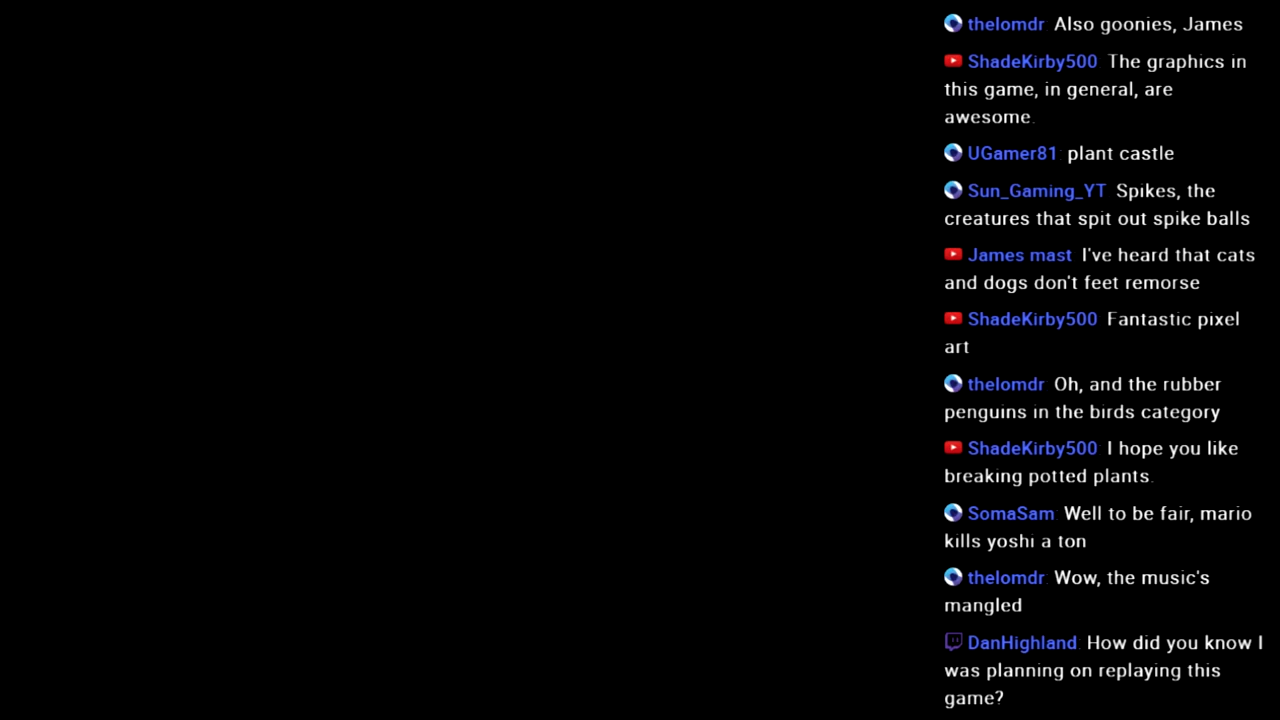 thelomdr: Also goonies, James
ShadeKirby500: The graphics in
this game, in general, are
awesome.
UGamer81: plant castle
Sun_Gaming_YT: Spikes, the
creatures that spit out spike balls
James mast: I've heard that cats
and dogs don't feet remorse
ShadeKirby500: Fantastic pixel
art
thelomdr: Oh, and the rubber
penguins in the birds category
ShadeKirby500: I hope you like
breaking potted plants.
SomaSam: Well to be fair, mario
kills yoshi a ton
thelomdr: Wow, the music's
mangled
DanHighland: How did you know I
was planning on replaying this
game?